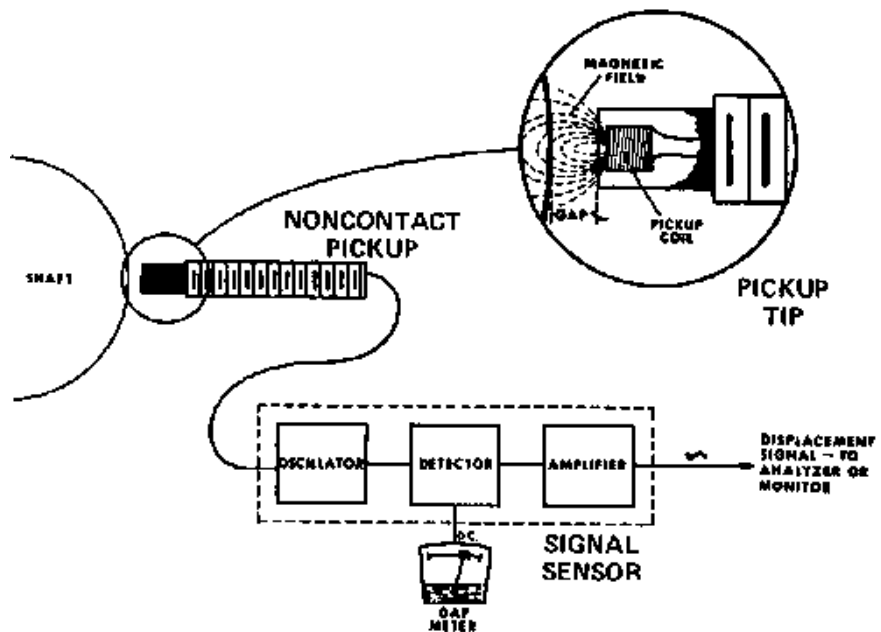 MAGNETIC
FIELD
GAP
PICKUP
COIL
NONCONTACT
PICKUP
SHAFT
PICKUP
TIP
OSCILLATOR
DETECTOR
AMPLIFIER
DISPLACEMENT
SIGNAL – TO
ANALYZER OR
MONITOR
D.C.
SIGNAL
SENSOR
GAP
METER